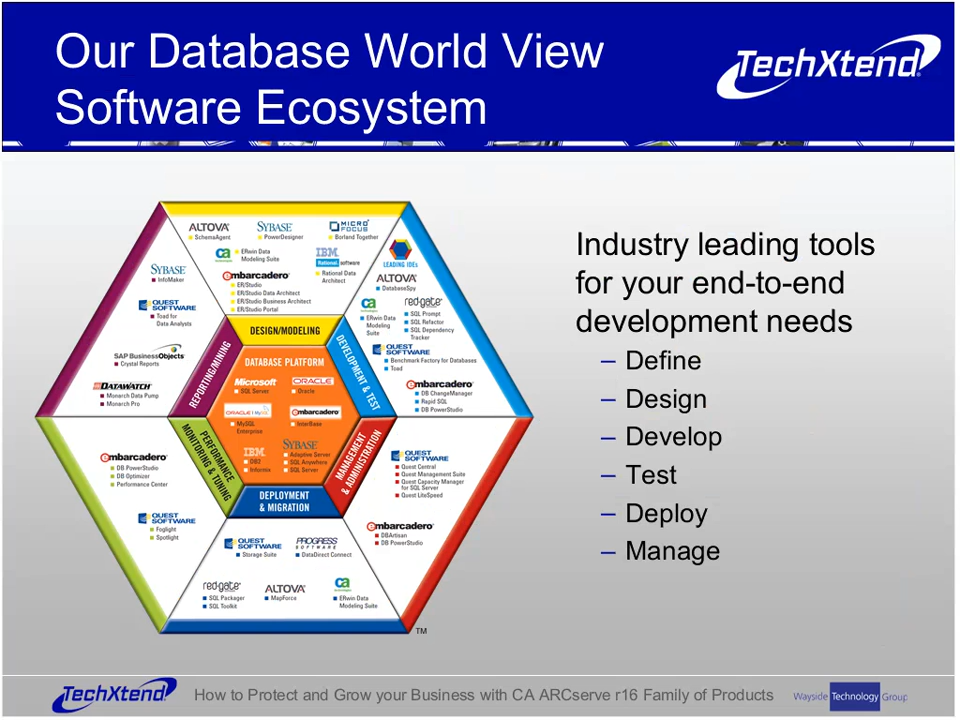 Our Database World View
Software Ecosystem
TechXtend®
ALTOVA®
SchemaAgent
SYBASE®
PowerDesigner
MICRO FOCUS
Borland Together
ca
ERwin Data
Modeling Suite
IBM
Rational. software
Rational Data
Architect
embarcadero®
ER/Studio
ER/Studio Data Architect
ER/Studio Business Architect
ER/Studio Portal
LEADING IDEs
ALTOVA®
DatabaseSpy
ca
ERwin Data
Modeling
Suite
red-gate
SQL Prompt
SQL Refactor
SQL Dependency
Tracker
QUEST SOFTWARE
Benchmark Factory for Databases
Toad
embarcadero®
DB ChangeManager
Rapid SQL
DB PowerStudio
SYBASE®
InfoMaker
QUEST SOFTWARE
Toad for
Data Analysts
SAP BusinessObjects
Crystal Reports
DATAWATCH
Monarch Data Pump
Monarch Pro
DESIGN/MODELING
DEVELOPMENT & TEST
MANAGEMENT
& ADMINISTRATION
DEPLOYMENT
& MIGRATION
PERFORMANCE
MONITORING & TUNING
REPORTING/MINING
DATABASE PLATFORM
Microsoft
SQL Server
ORACLE
Oracle
ORACLE MySQL
MySQL
Enterprise
embarcadero
InterBase
IBM
DB2
Informix
SYBASE
Adaptive Server
SQL Anywhere
SQL Server
embarcadero®
DB PowerStudio
DB Optimizer
Performance Center
QUEST SOFTWARE
Foglight
Spotlight
QUEST SOFTWARE
Quest Central
Quest Management Suite
Quest Capacity Manager
for SQL Server
Quest LiteSpeed
embarcadero®
DBArtisan
DB PowerStudio
QUEST SOFTWARE
Storage Suite
PROGRESS SOFTWARE
DataDirect Connect
red-gate
SQL Packager
SQL Toolkit
ALTOVA®
MapForce
ca
ERwin Data
Modeling Suite
TM
Industry leading tools
for your end-to-end
development needs
– Define
– Design
– Develop
– Test
– Deploy
– Manage
TechXtend
How to Protect and Grow your Business with CA ARCserve r16 Family of Products
Wayside Technology Group